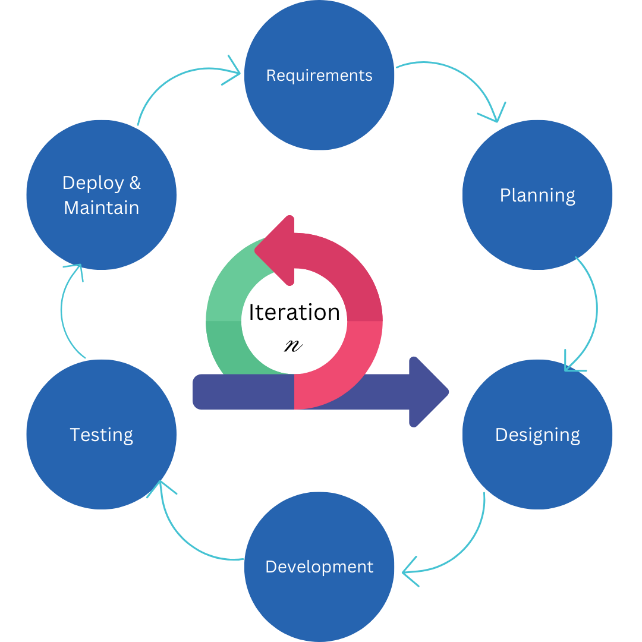 Requirements
Planning
Designing
Development
Testing
Deploy &
Maintain
Iteration
n